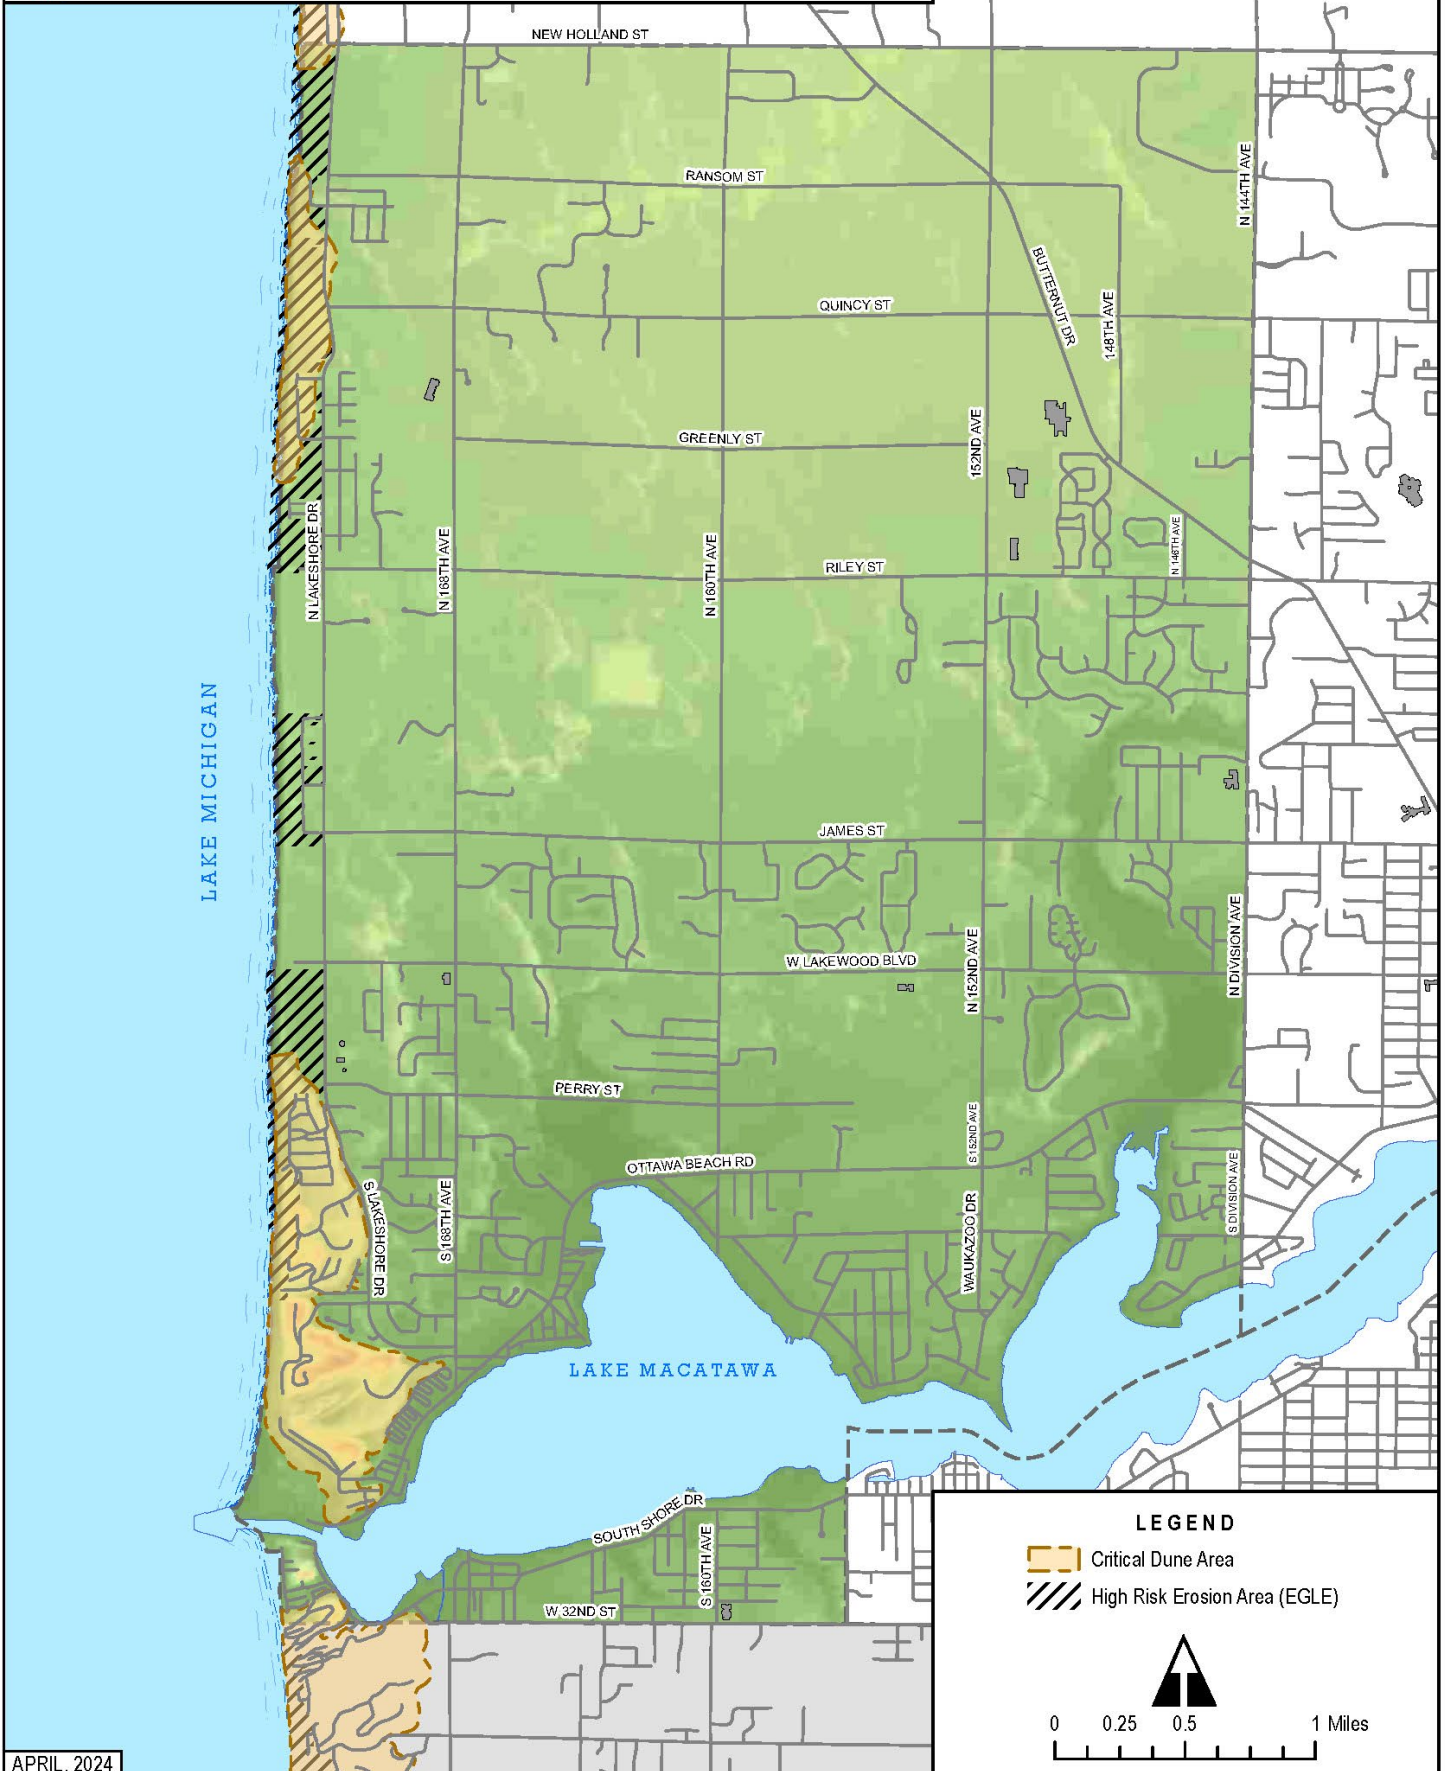 NEW HOLLAND ST
RANSOM ST
N 144TH AVE
BUTTERNUT DR
QUINCY ST
148TH AVE
GREENLY ST
152ND AVE
N LAKESHORE DR
N 168TH AVE
N 160TH AVE
RILEY ST
N 146TH AVE
LAKE MICHIGAN
JAMES ST
W LAKEWOOD BLVD
N 152ND AVE
N DIVISION AVE
PERRY ST
OTTAWA BEACH RD
S 152ND AVE
S LAKESHORE DR
S 168TH AVE
WAUKAZOO DR
S DIVISION AVE
LAKE MACATAWA
SOUTH SHORE DR
S 160TH AVE
W 32ND ST
LEGEND
Critical Dune Area
High Risk Erosion Area (EGLE)
0 0.25 0.5 1 Miles
APRIL, 2024